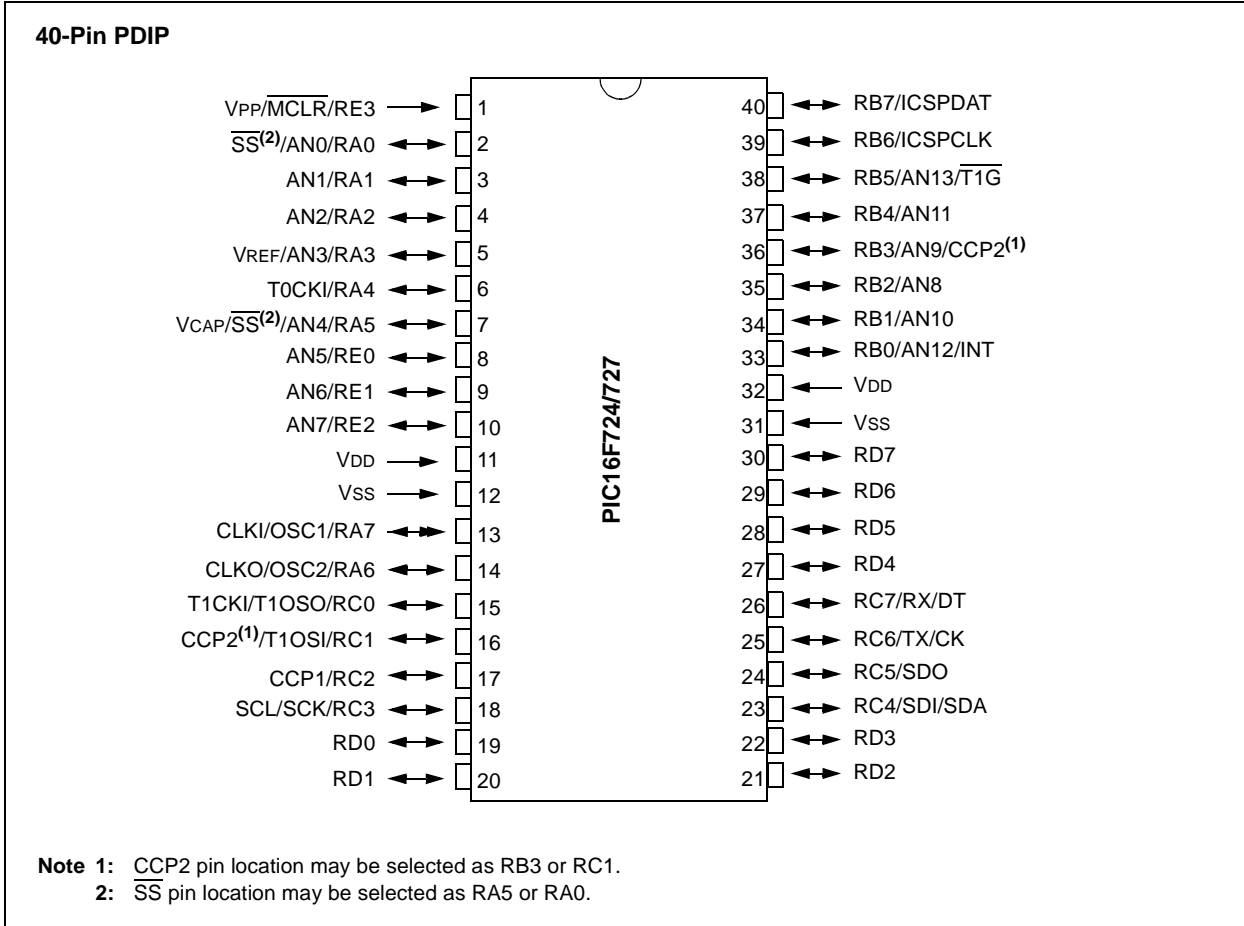 40-Pin PDIP
VPP/MCLR/RE3 1
SS(2)/AN0/RA0 2
AN1/RA1 3
AN2/RA2 4
VREF/AN3/RA3 5
T0CKI/RA4 6
VCAP/SS(2)/AN4/RA5 7
AN5/RE0 8
AN6/RE1 9
AN7/RE2 10
VDD 11
VSS 12
CLKI/OSC1/RA7 13
CLKO/OSC2/RA6 14
T1CKI/T1OSO/RC0 15
CCP2(1)/T1OSI/RC1 16
CCP1/RC2 17
SCL/SCK/RC3 18
RD0 19
RD1 20
PIC16F724/727
40 RB7/ICSPDAT
39 RB6/ICSPCLK
38 RB5/AN13/T1G
37 RB4/AN11
36 RB3/AN9/CCP2(1)
35 RB2/AN8
34 RB1/AN10
33 RB0/AN12/INT
32 VDD
31 VSS
30 RD7
29 RD6
28 RD5
27 RD4
26 RC7/RX/DT
25 RC6/TX/CK
24 RC5/SDO
23 RC4/SDI/SDA
22 RD3
21 RD2
Note 1: CCP2 pin location may be selected as RB3 or RC1.
2: SS pin location may be selected as RA5 or RA0.